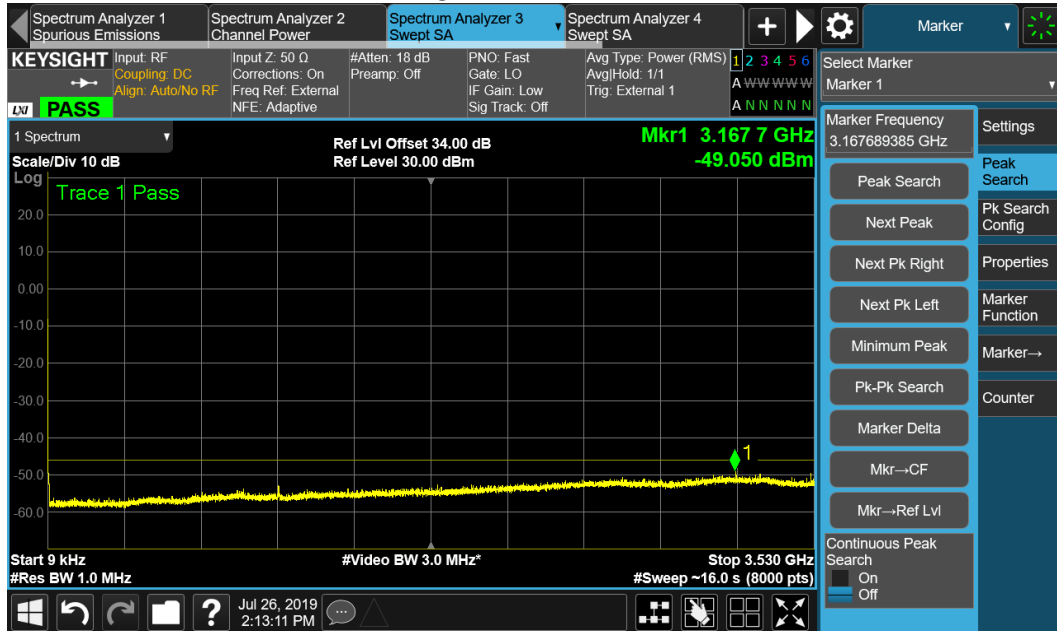 Spectrum Analyzer 1
Spurious Emissions
Spectrum Analyzer 2
Channel Power
Spectrum Analyzer 3
Swept SA
Spectrum Analyzer 4
Swept SA
+
Marker
KEYSIGHT
LXI
PASS
Input: RF
Coupling: DC
Align: Auto/No RF
Input Z: 50 Ω
Corrections: On
Freq Ref: External
NFE: Adaptive
#Atten: 18 dB
Preamp: Off
PNO: Fast
Gate: LO
IF Gain: Low
Sig Track: Off
Avg Type: Power (RMS)
Avg|Hold: 1/1
Trig: External 1
1 2 3 4 5 6
A W W W W W
A N N N N N
Select Marker
Marker 1
1 Spectrum
Scale/Div 10 dB
Ref Lvl Offset 34.00 dB
Ref Level 30.00 dBm
Mkr1 3.167 7 GHz
-49.050 dBm
Log
Trace 1 Pass
20.0
10.0
0.00
-10.0
-20.0
-30.0
-40.0
-50.0
-60.0
1
Start 9 kHz
#Res BW 1.0 MHz
#Video BW 3.0 MHz*
Stop 3.530 GHz
#Sweep ~16.0 s (8000 pts)
Marker Frequency
3.167689385 GHz
Peak Search
Next Peak
Next Pk Right
Next Pk Left
Minimum Peak
Pk-Pk Search
Marker Delta
Mkr→CF
Mkr→Ref Lvl
Continuous Peak
Search
On
Off
Settings
Peak
Search
Pk Search
Config
Properties
Marker
Function
Marker→
Counter
?
Jul 26, 2019
2:13:11 PM